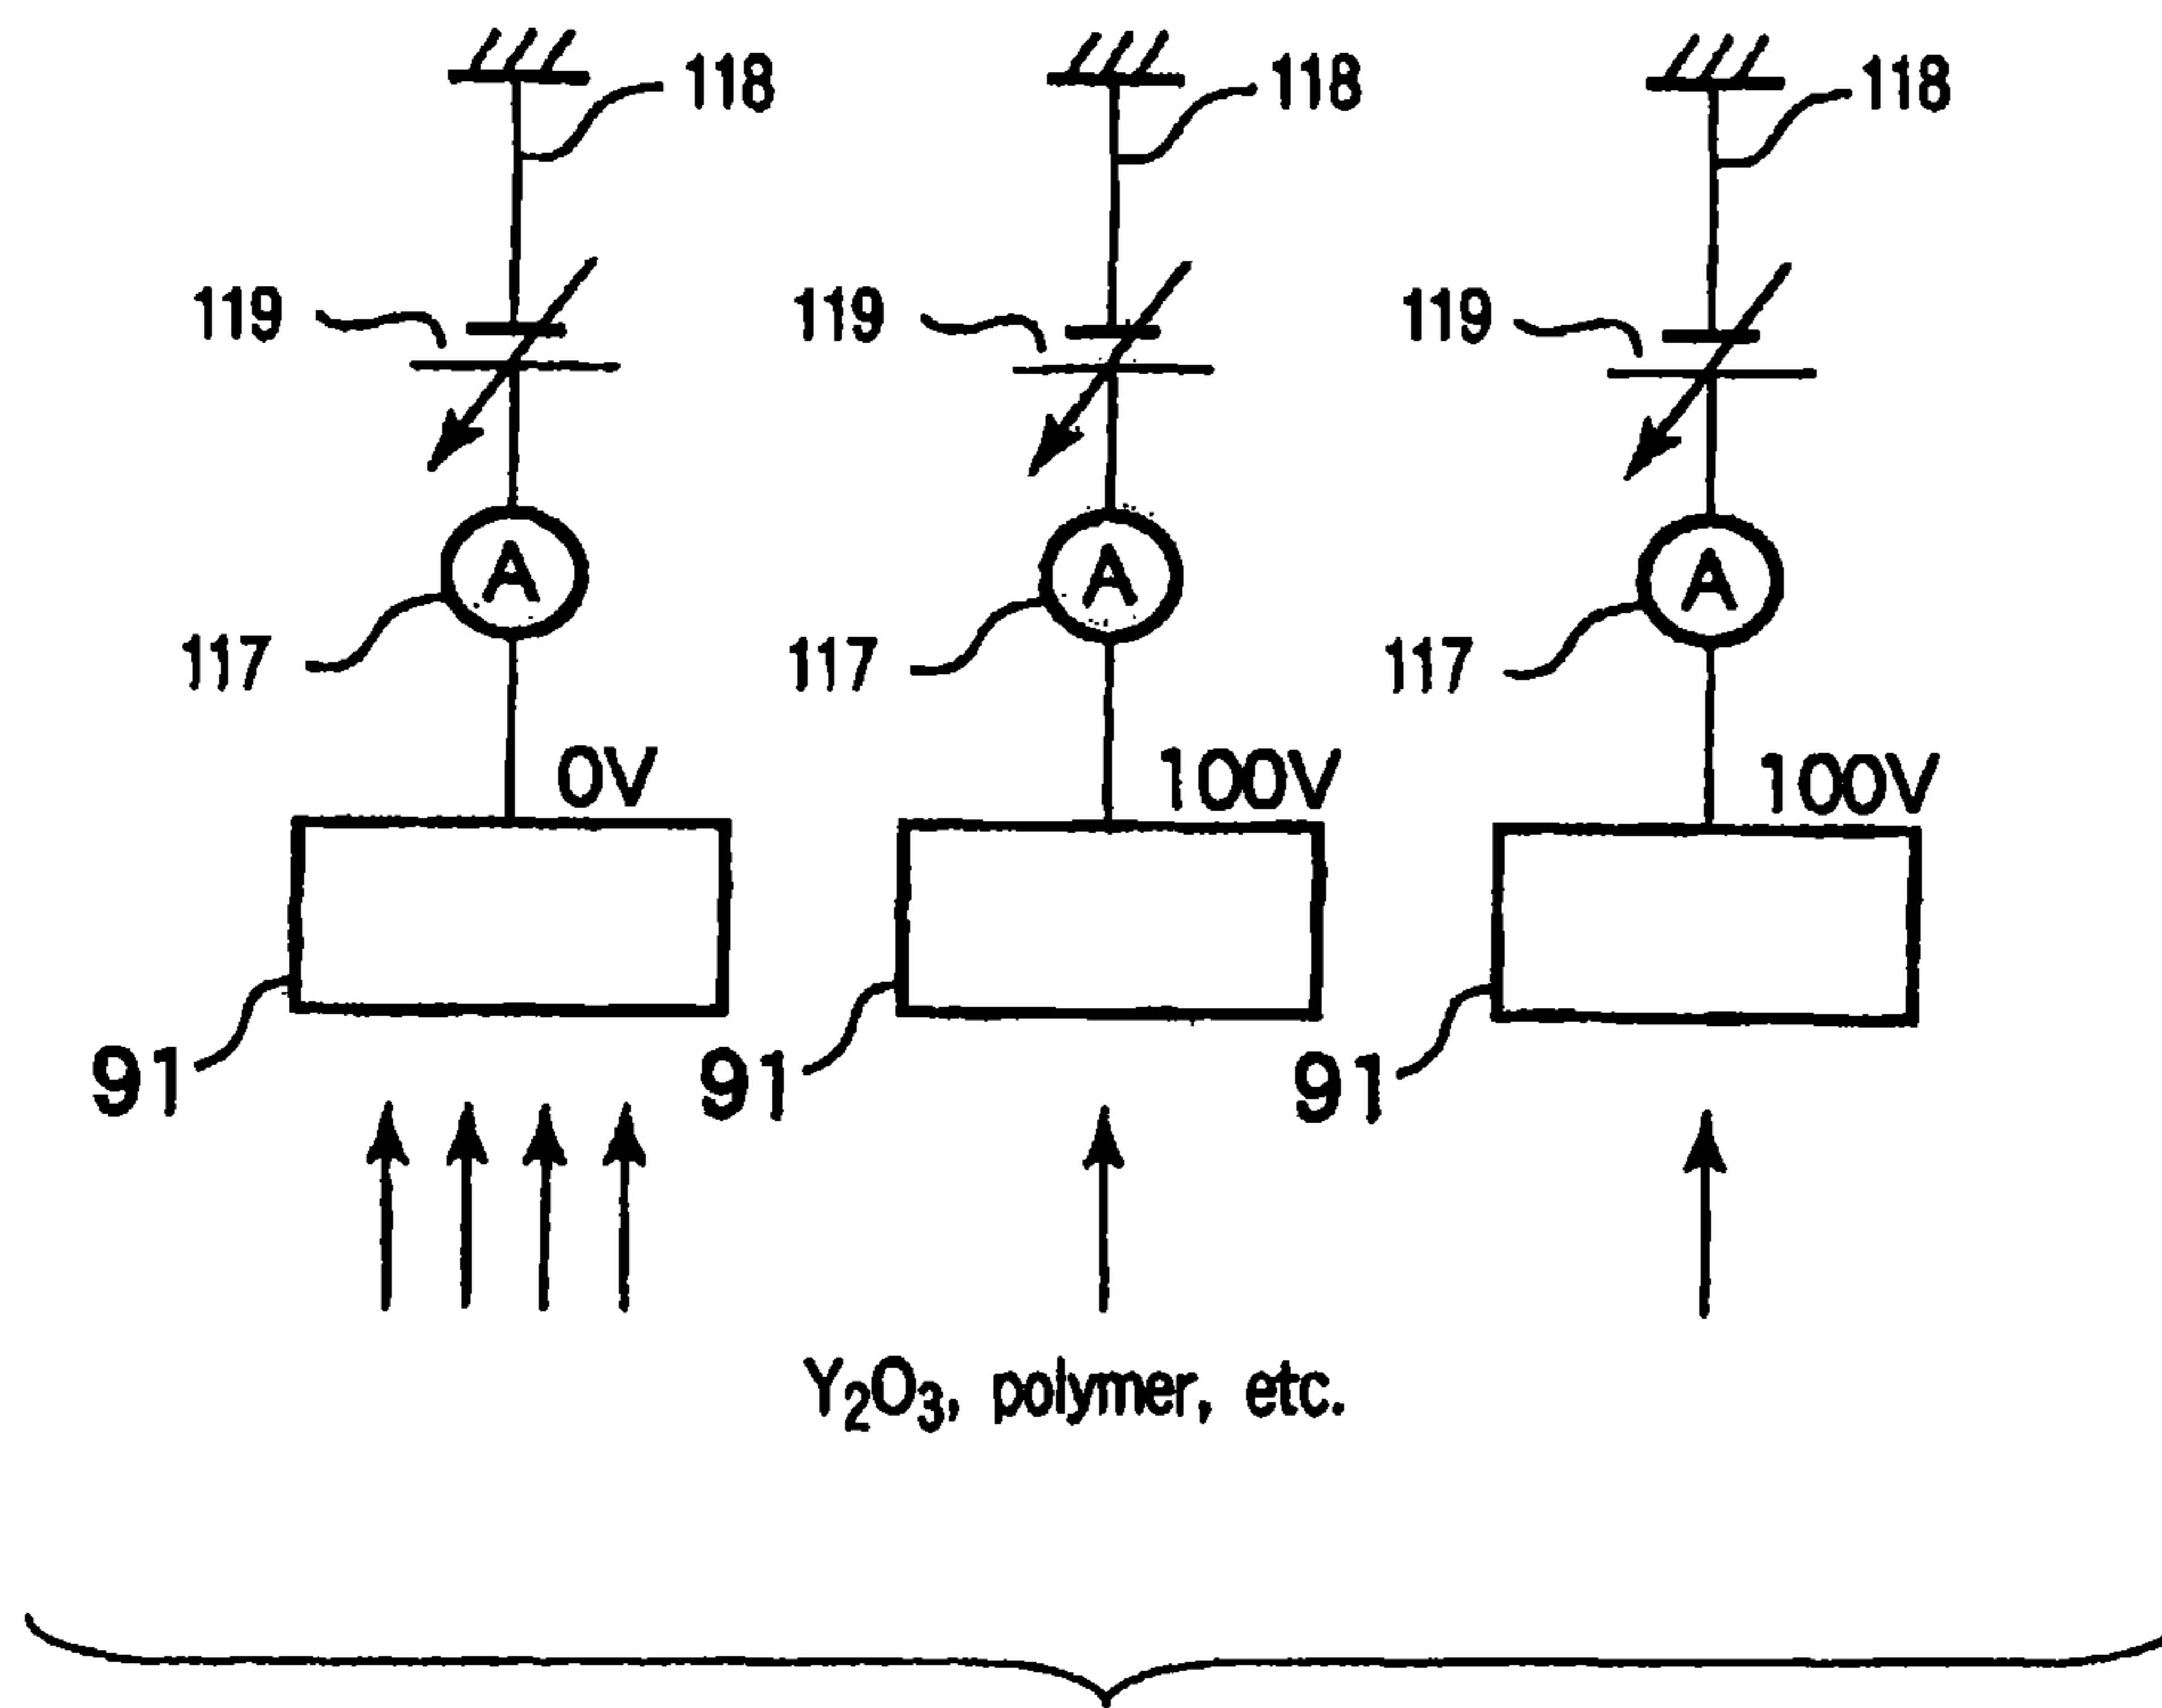 118 118 118
119 119 119
A A A
117 117 117
0V 100V 100V
91 91 91
Y₂O₃, polymer, etc.